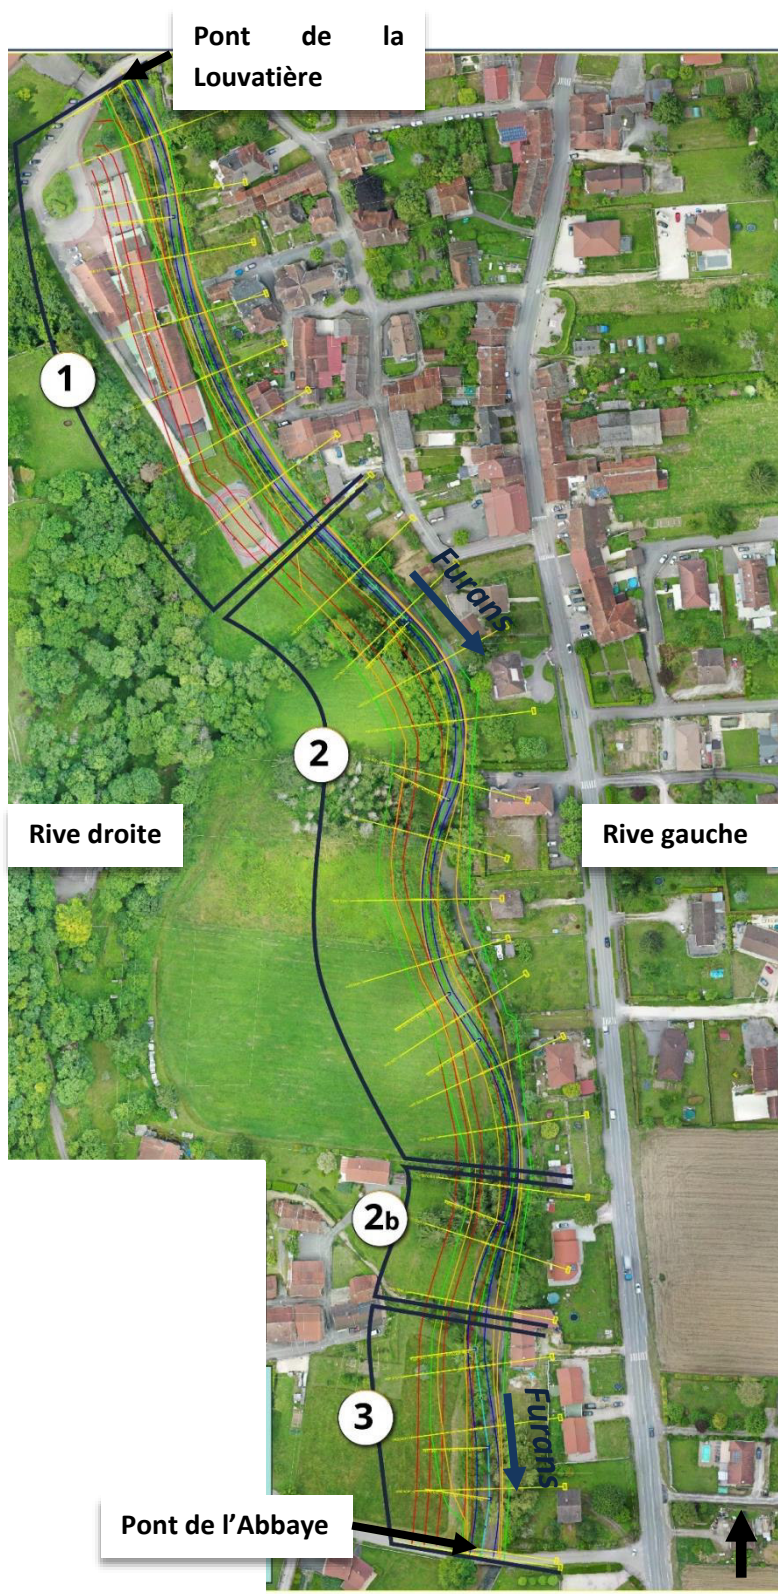 Pont de la
Louvatière
1
Furans
2
Rive droite
Rive gauche
2b
3
Furans
Pont de l’Abbaye